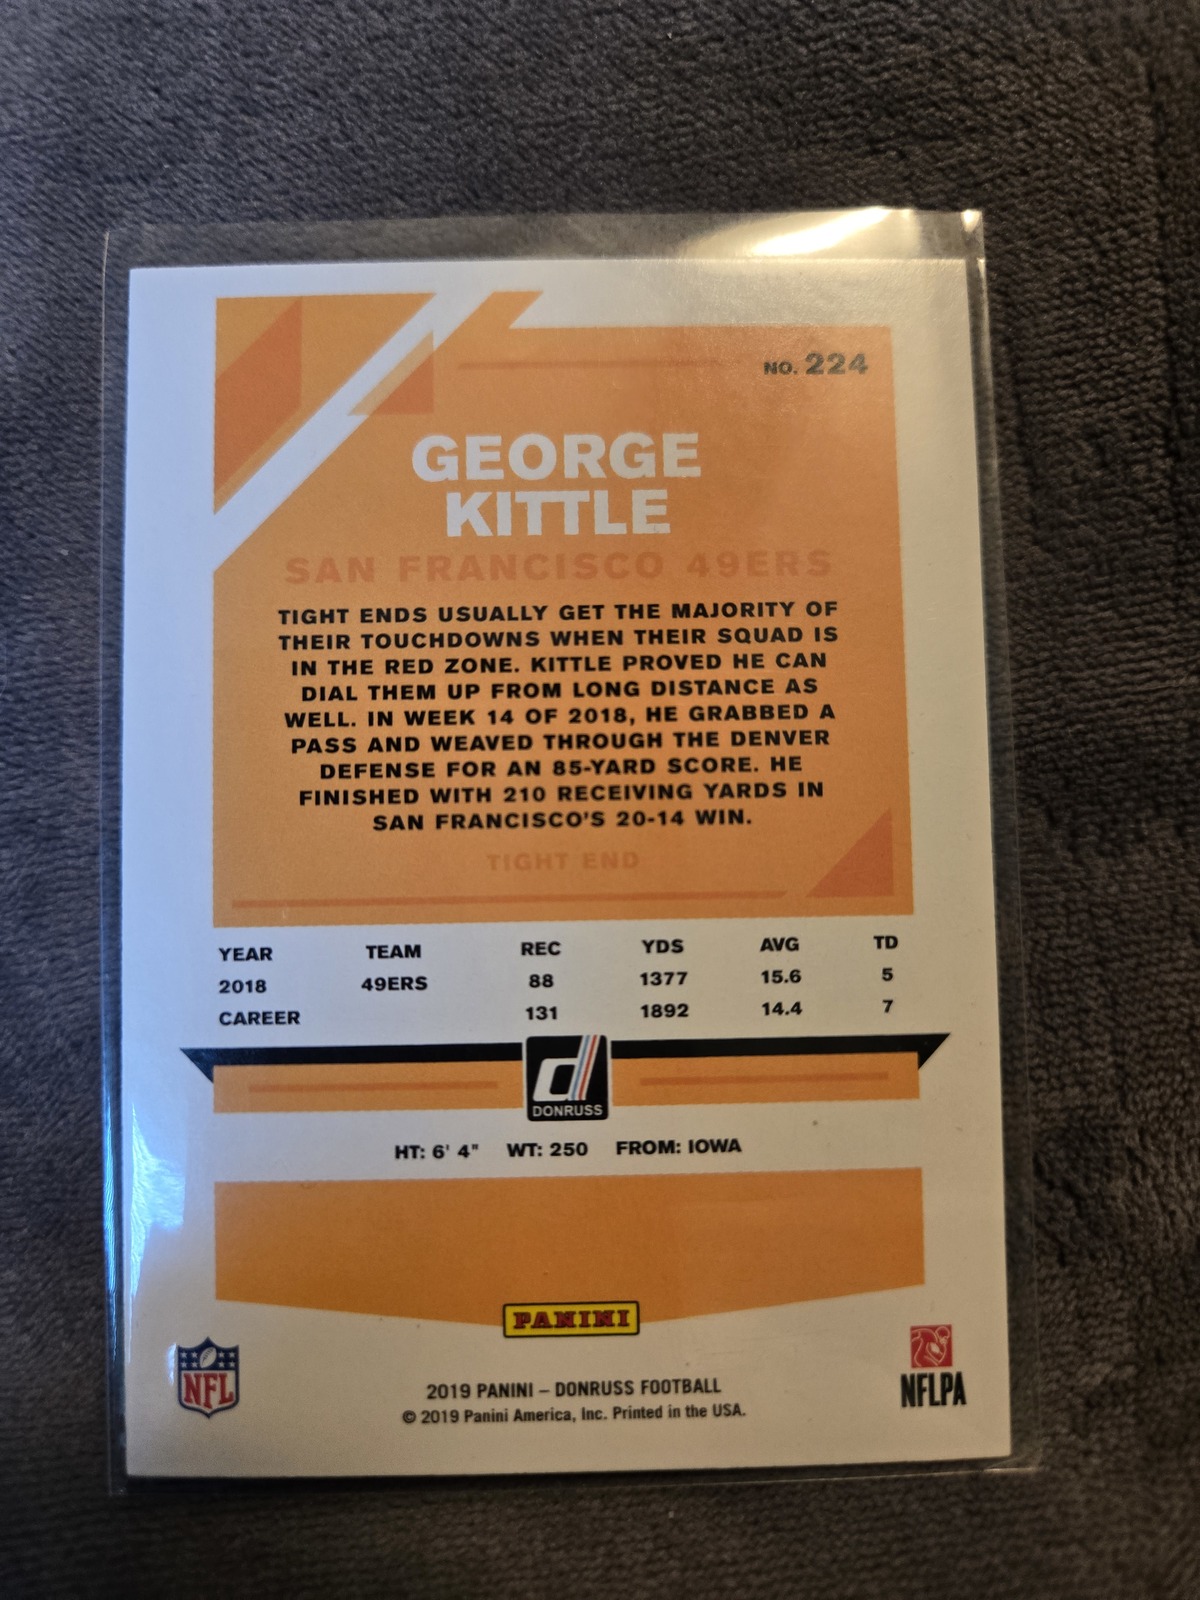 NO. 224
GEORGE
KITTLE
SAN FRANCISCO 49ERS
TIGHT ENDS USUALLY GET THE MAJORITY OF
THEIR TOUCHDOWNS WHEN THEIR SQUAD IS
IN THE RED ZONE. KITTLE PROVED HE CAN
DIAL THEM UP FROM LONG DISTANCE AS
WELL. IN WEEK 14 OF 2018, HE GRABBED A
PASS AND WEAVED THROUGH THE DENVER
DEFENSE FOR AN 85-YARD SCORE. HE
FINISHED WITH 210 RECEIVING YARDS IN
SAN FRANCISCO'S 20-14 WIN.
TIGHT END
YEAR TEAM REC YDS AVG TD
2018 49ERS 88 1377 15.6 5
CAREER 131 1892 14.4 7
d
DONRUSS
HT: 6' 4" WT: 250 FROM: IOWA
PANINI
NFL
NFLPA
2019 PANINI – DONRUSS FOOTBALL
© 2019 Panini America, Inc. Printed in the USA.